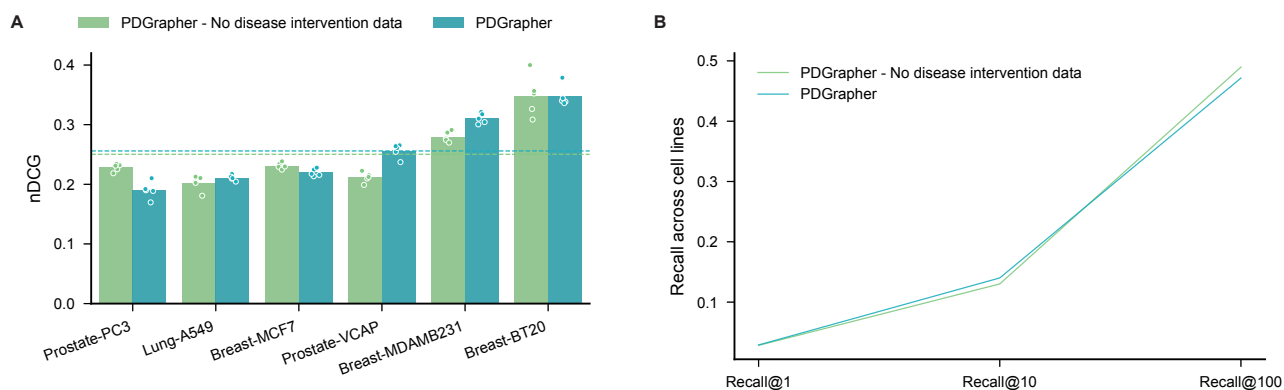 A
PDGrapher - No disease intervention data
PDGrapher
nDCG
0.4
0.3
0.2
0.1
0.0
Prostate-PC3
Lung-A549
Breast-MCF7
Prostate-VCAP
Breast-MDAMB231
Breast-BT20
B
PDGrapher - No disease intervention data
PDGrapher
Recall across cell lines
0.5
0.4
0.3
0.2
0.1
Recall@1
Recall@10
Recall@100